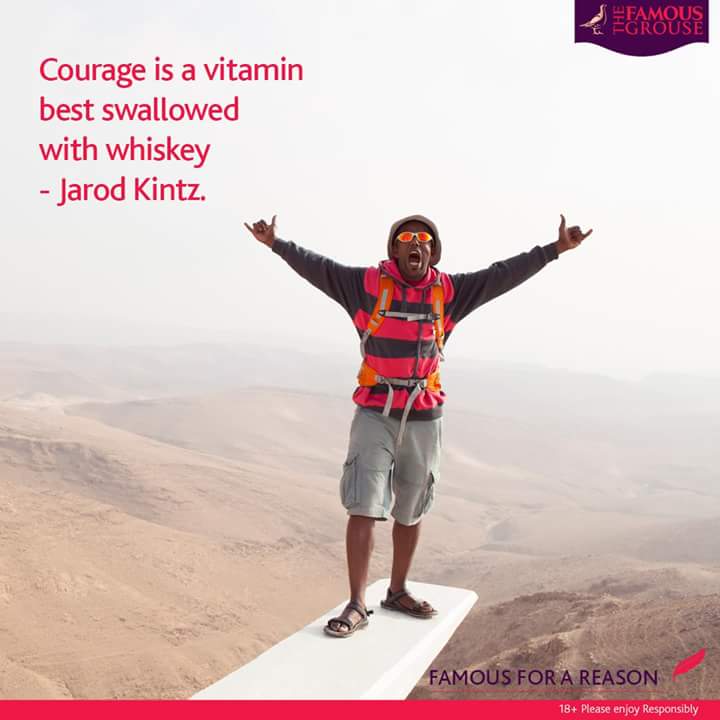 THE FAMOUS
GROUSE
Courage is a vitamin
best swallowed
with whiskey
- Jarod Kintz.
FAMOUS FOR A REASON
18+ Please enjoy Responsibly